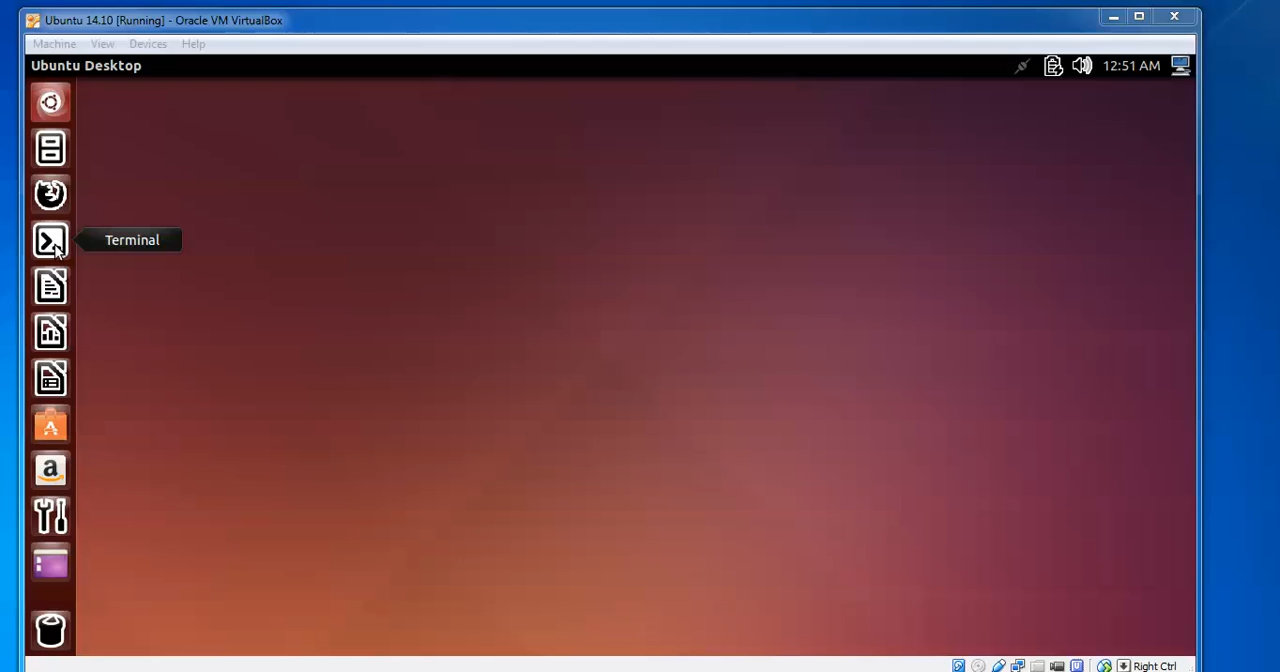 Ubuntu 14.10 [Running] - Oracle VM VirtualBox
Machine View Devices Help
Ubuntu Desktop 12:51 AM
Terminal
Right Ctrl